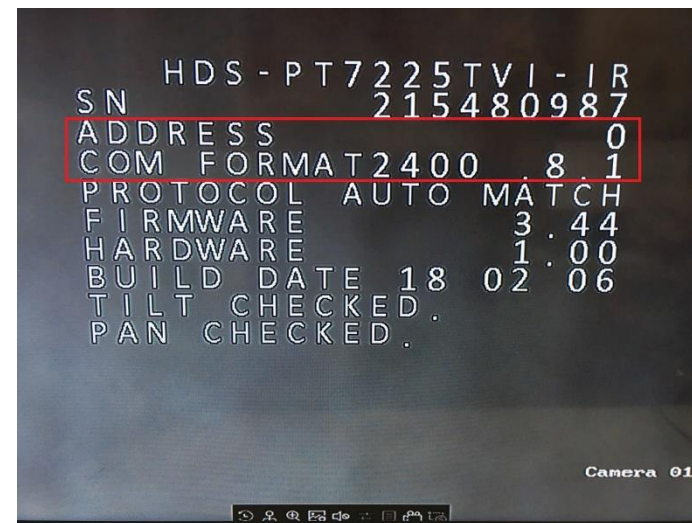 HDS-PT7225TVI-IR
SN 215480987
ADDRESS 0
COM FORMAT2400 .8.1
PROTOCOL AUTO MATCH
FIRMWARE 3.44
HARDWARE 1.00
BUILD DATE 18 02 06
TILT CHECKED.
PAN CHECKED.
Camera 01